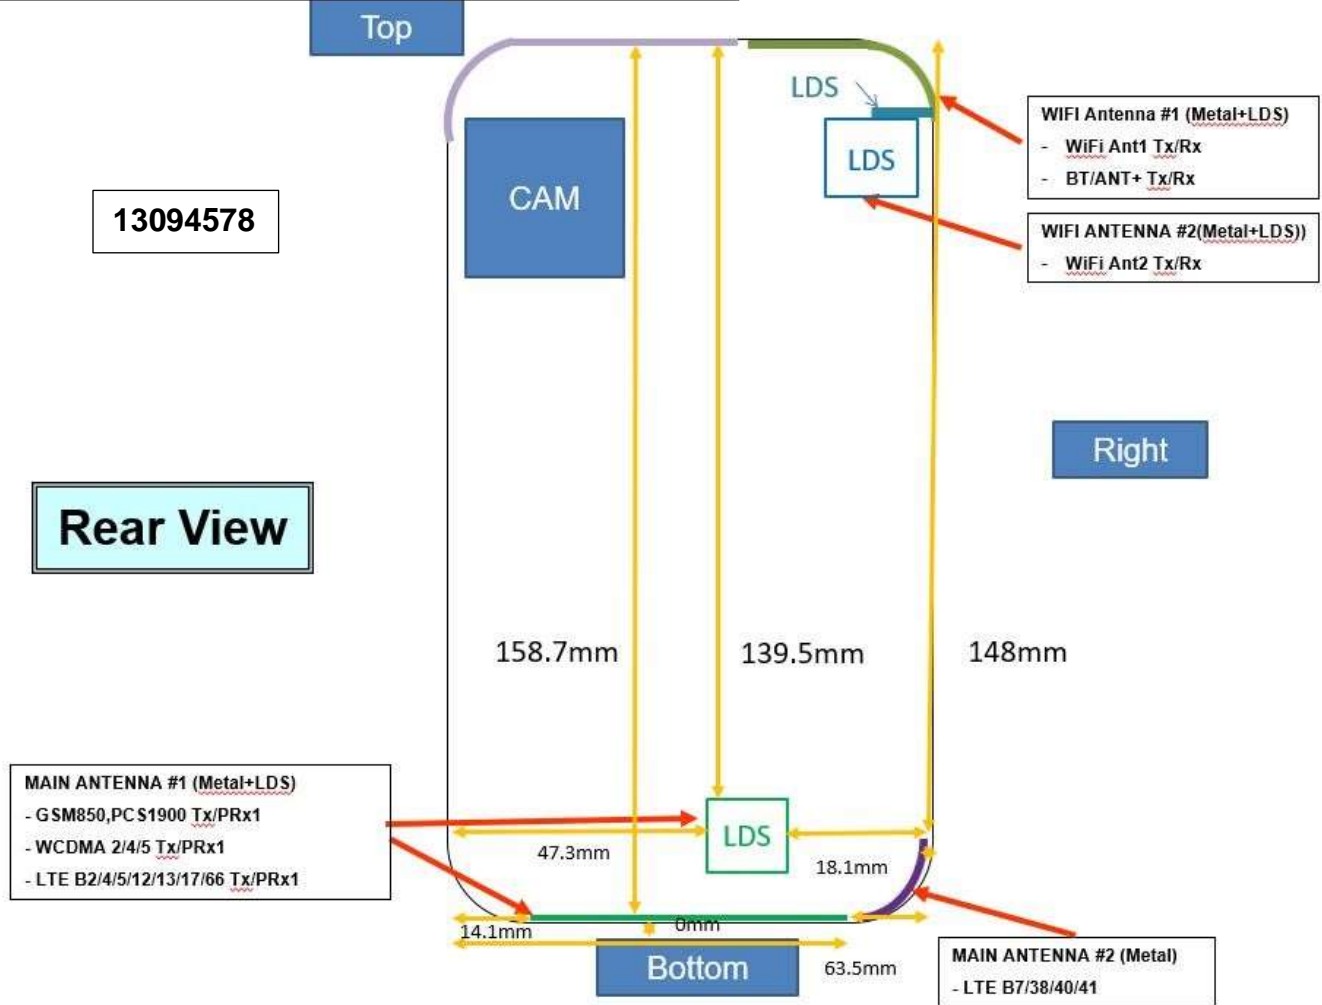 Top
LDS
LDS
CAM
WIFI Antenna #1 (Metal+LDS)
- WiFi Ant1 Tx/Rx
- BT/ANT+ Tx/Rx
13094578
WIFI ANTENNA #2(Metal+LDS))
- WiFi Ant2 Tx/Rx
Right
Rear View
158.7mm
139.5mm
148mm
MAIN ANTENNA #1 (Metal+LDS)
- GSM850,PCS1900 Tx/PRx1
- WCDMA 2/4/5 Tx/PRx1
- LTE B2/4/5/12/13/17/66 Tx/PRx1
LDS
47.3mm
18.1mm
14.1mm
0mm
63.5mm
Bottom
MAIN ANTENNA #2 (Metal)
- LTE B7/38/40/41